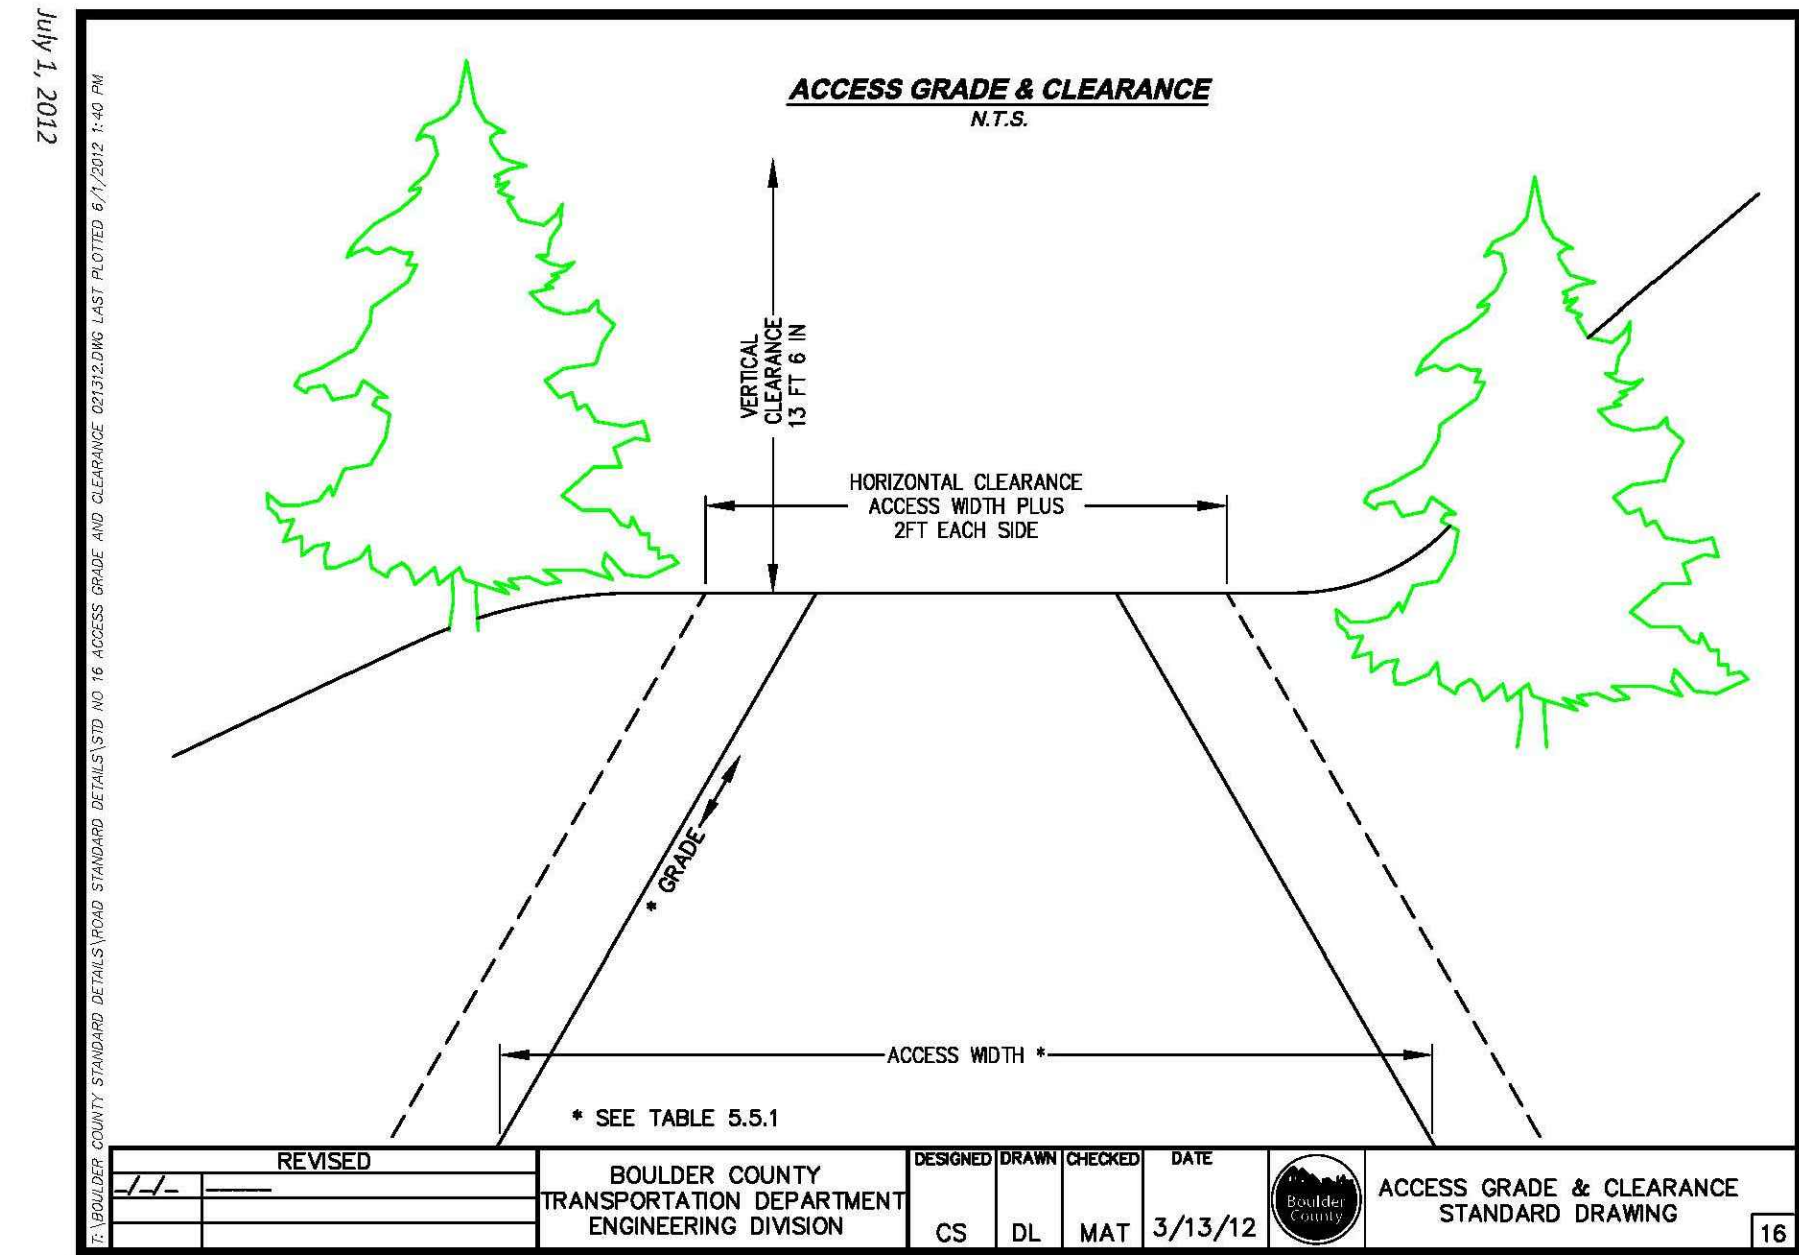 July 1, 2012
T:\BOULDER COUNTY STANDARD DETAILS\ROAD STANDARD DETAILS\STD NO 16 ACCESS GRADE AND CLEARANCE 021312.DWG LAST PLOTTED 6/1/2012 1:40 PM
ACCESS GRADE & CLEARANCE
N.T.S.
VERTICAL
CLEARANCE
13 FT 6 IN
HORIZONTAL CLEARANCE
ACCESS WIDTH PLUS
2FT EACH SIDE
* GRADE
ACCESS WIDTH *
* SEE TABLE 5.5.1
REVISED
-/-/-
BOULDER COUNTY
TRANSPORTATION DEPARTMENT
ENGINEERING DIVISION
DESIGNED
CS
DRAWN
DL
CHECKED
MAT
DATE
3/13/12
Boulder
County
ACCESS GRADE & CLEARANCE
STANDARD DRAWING
16